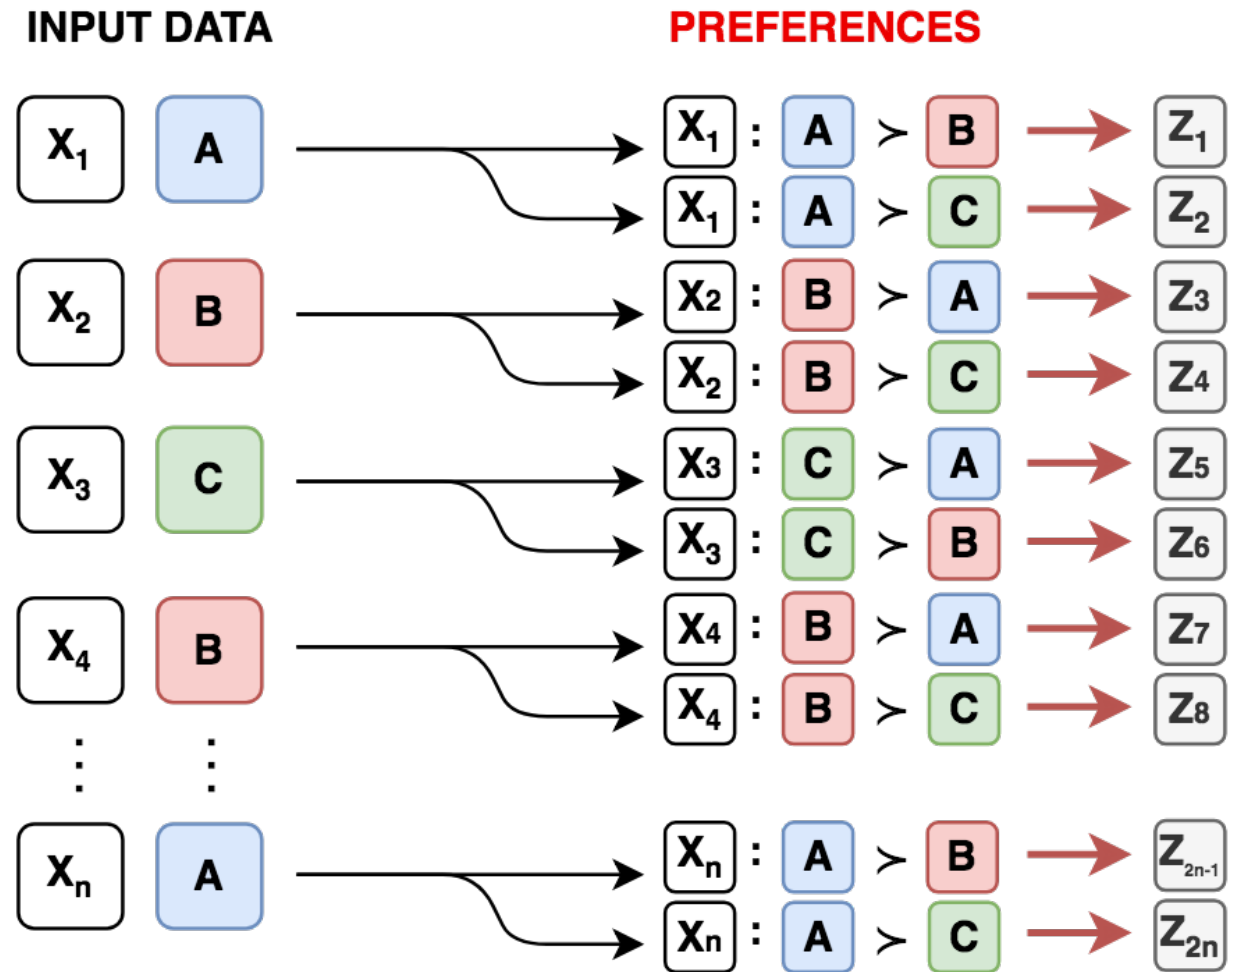 INPUT DATA PREFERENCES
X1 A X1 : A ≻ B Z1
X1 : A ≻ C Z2
X2 B X2 : B ≻ A Z3
X2 : B ≻ C Z4
X3 C X3 : C ≻ A Z5
X3 : C ≻ B Z6
X4 B X4 : B ≻ A Z7
X4 : B ≻ C Z8
Xn A Xn : A ≻ B Z2n-1
Xn : A ≻ C Z2n